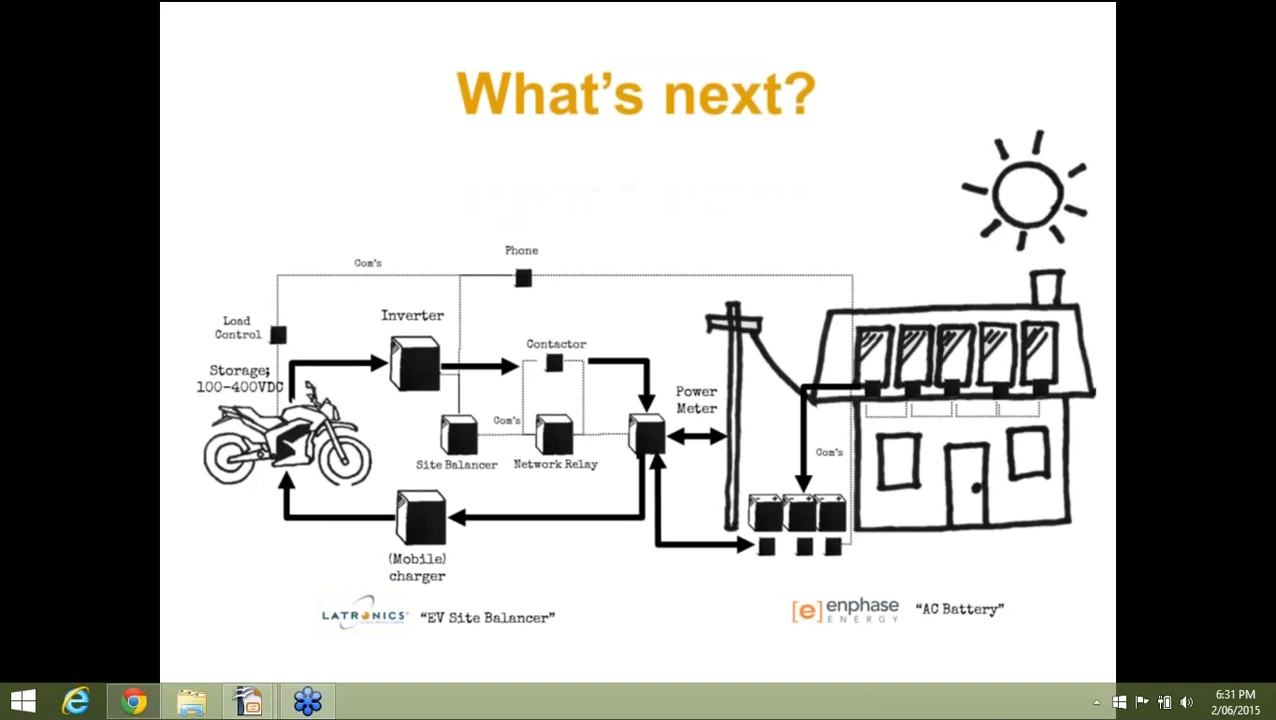 What's next?
Phone
Com's
Load
Control
Inverter
Contactor
Storage;
100-400VDC
Power
Meter
Com's
Com's
Site Balancer
Network Relay
(Mobile)
charger
LATRONICS
"EV Site Balancer"
[e] enphase
ENERGY
"AC Battery"
6:31 PM
2/06/2015